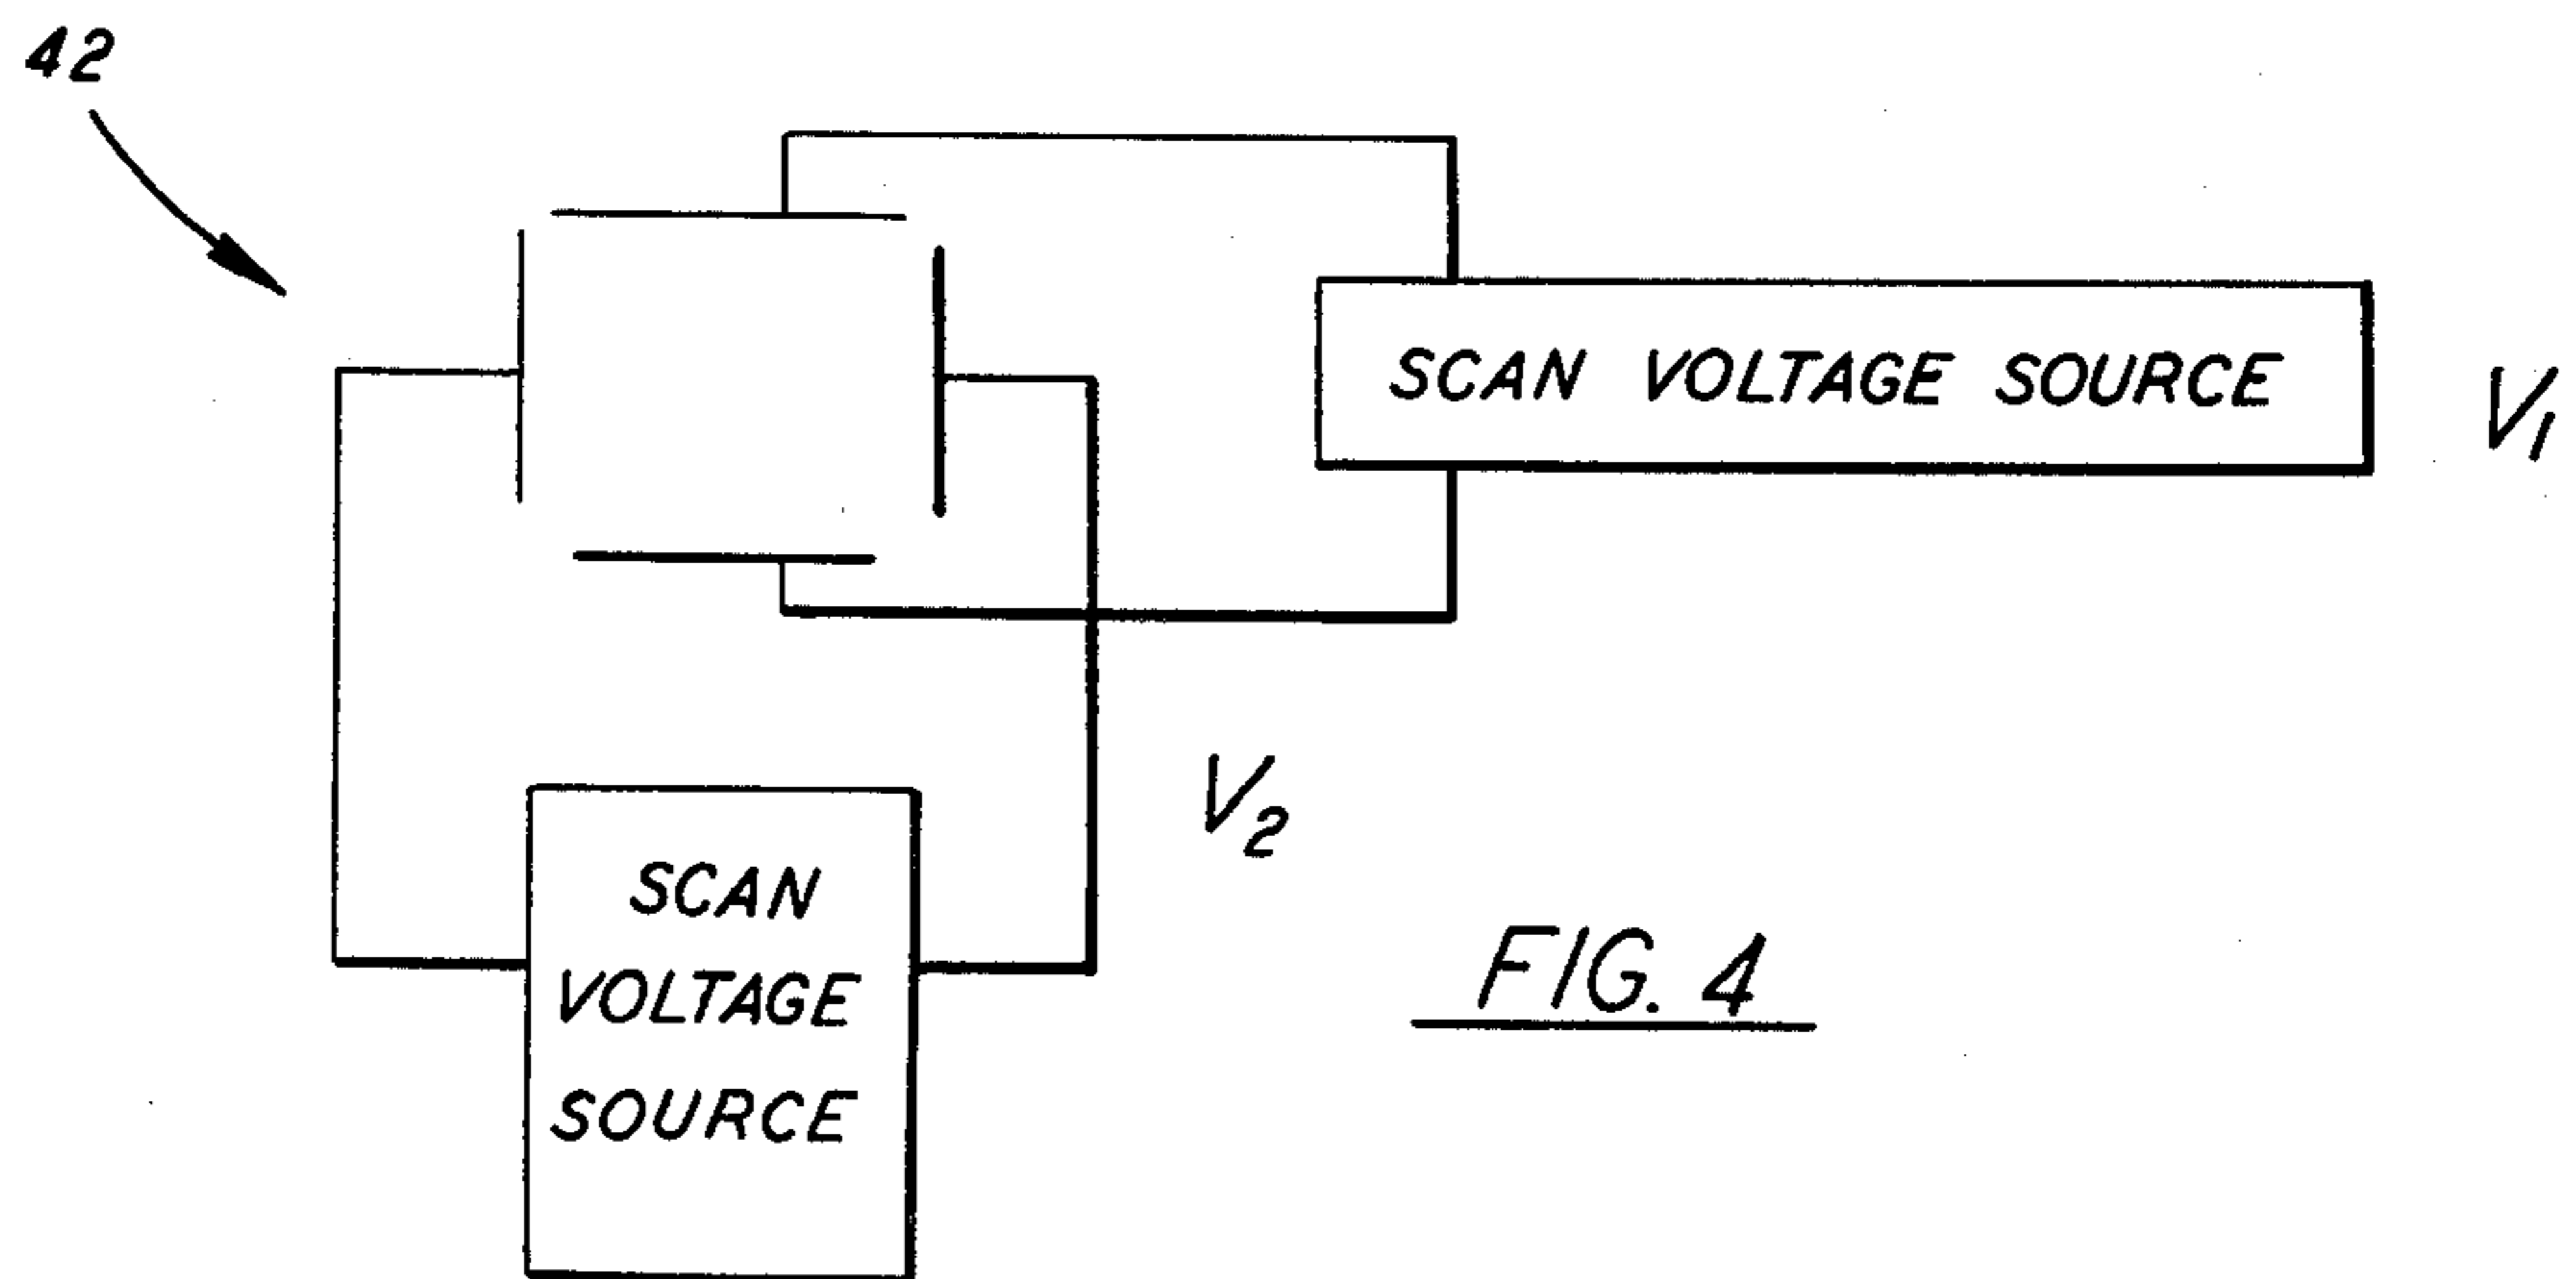 42
SCAN VOLTAGE SOURCE
V1
V2
SCAN
VOLTAGE
SOURCE
FIG. 4